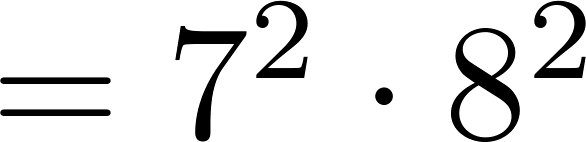 = 7² · 8²